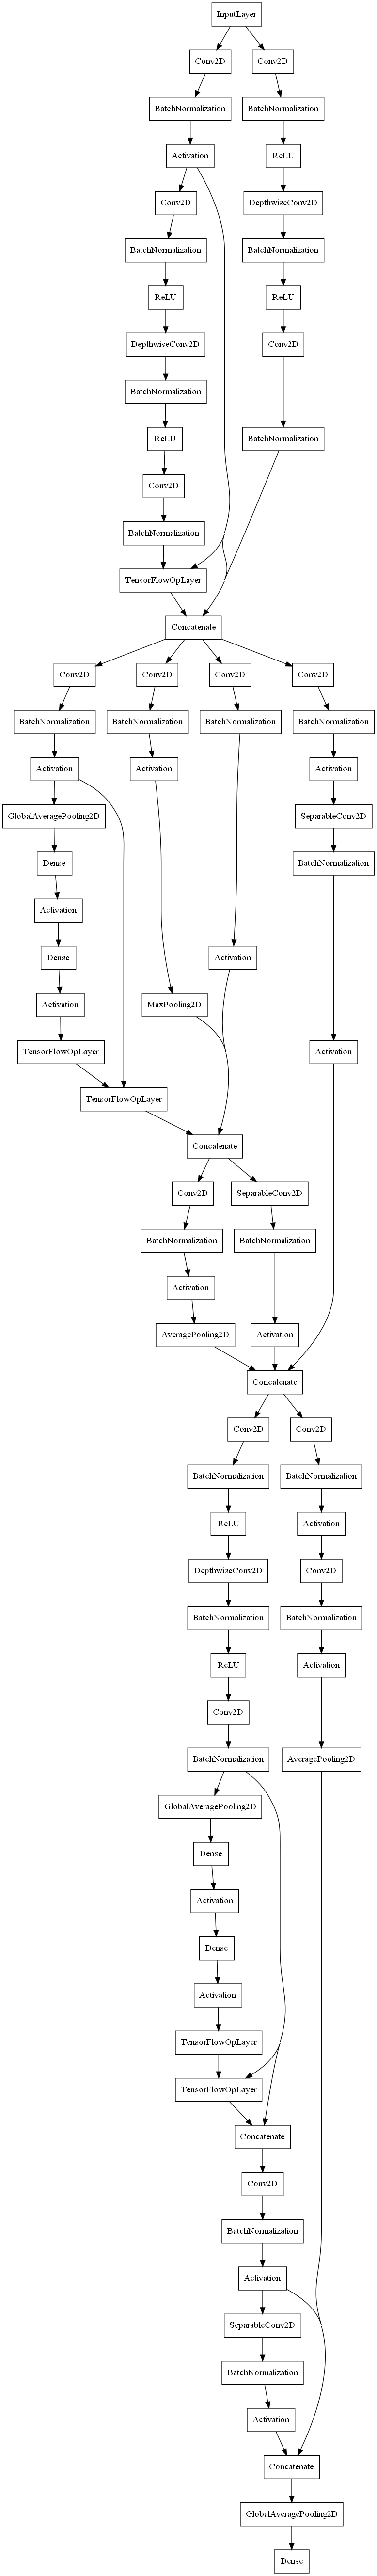 InputLayer
Conv2D Conv2D
BatchNormalization BatchNormalization
Activation ReLU
Conv2D DepthwiseConv2D
BatchNormalization BatchNormalization
ReLU ReLU
DepthwiseConv2D Conv2D
BatchNormalization
ReLU BatchNormalization
Conv2D
BatchNormalization
TensorFlowOpLayer
Concatenate
Conv2D Conv2D Conv2D Conv2D
BatchNormalization BatchNormalization BatchNormalization BatchNormalization
Activation Activation Activation
GlobalAveragePooling2D SeparableConv2D
Dense BatchNormalization
Activation
Dense Activation
Activation MaxPooling2D
TensorFlowOpLayer Activation
TensorFlowOpLayer
Concatenate
Conv2D SeparableConv2D
BatchNormalization BatchNormalization
Activation
AveragePooling2D Activation
Concatenate
Conv2D Conv2D
BatchNormalization BatchNormalization
ReLU Activation
DepthwiseConv2D Conv2D
BatchNormalization BatchNormalization
ReLU Activation
Conv2D
BatchNormalization AveragePooling2D
GlobalAveragePooling2D
Dense
Activation
Dense
Activation
TensorFlowOpLayer
TensorFlowOpLayer
Concatenate
Conv2D
BatchNormalization
Activation
SeparableConv2D
BatchNormalization
Activation
Concatenate
GlobalAveragePooling2D
Dense